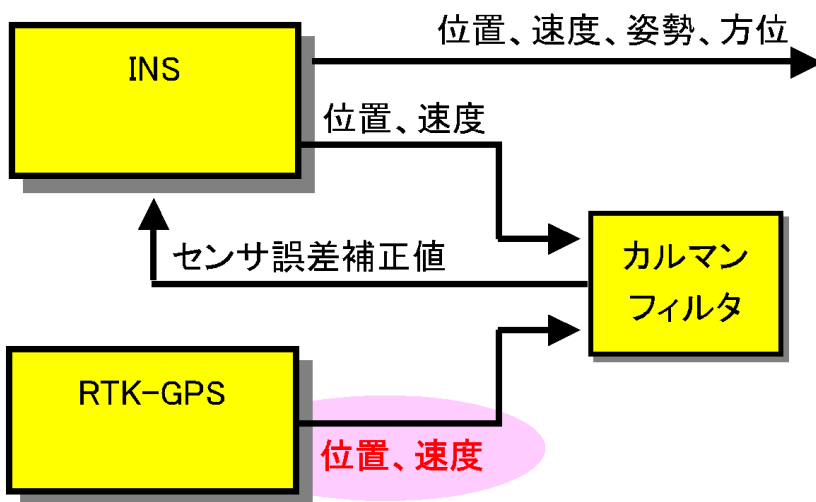 位置、速度、姿勢、方位
INS
位置、速度
センサ誤差補正値
カルマン
フィルタ
RTK-GPS
位置、速度